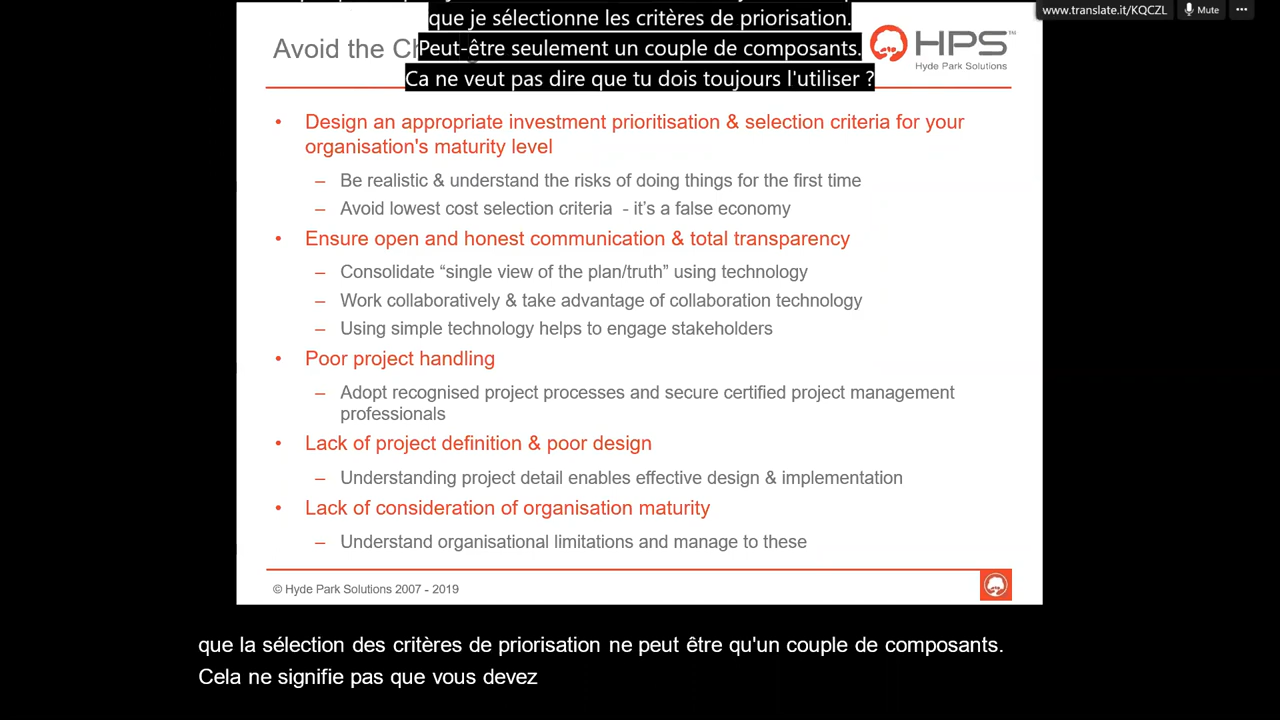 que je sélectionne les critères de priorisation.
Peut-être seulement un couple de composants.
Ca ne veut pas dire que tu dois toujours l'utiliser ?
www.translate.it/KQCZL
Mute
Avoid the
HPS™
Hyde Park Solutions
• Design an appropriate investment prioritisation & selection criteria for your
organisation's maturity level
– Be realistic & understand the risks of doing things for the first time
– Avoid lowest cost selection criteria - it's a false economy
• Ensure open and honest communication & total transparency
– Consolidate “single view of the plan/truth” using technology
– Work collaboratively & take advantage of collaboration technology
– Using simple technology helps to engage stakeholders
• Poor project handling
– Adopt recognised project processes and secure certified project management
professionals
• Lack of project definition & poor design
– Understanding project detail enables effective design & implementation
• Lack of consideration of organisation maturity
– Understand organisational limitations and manage to these
© Hyde Park Solutions 2007 - 2019
que la sélection des critères de priorisation ne peut être qu'un couple de composants.
Cela ne signifie pas que vous devez